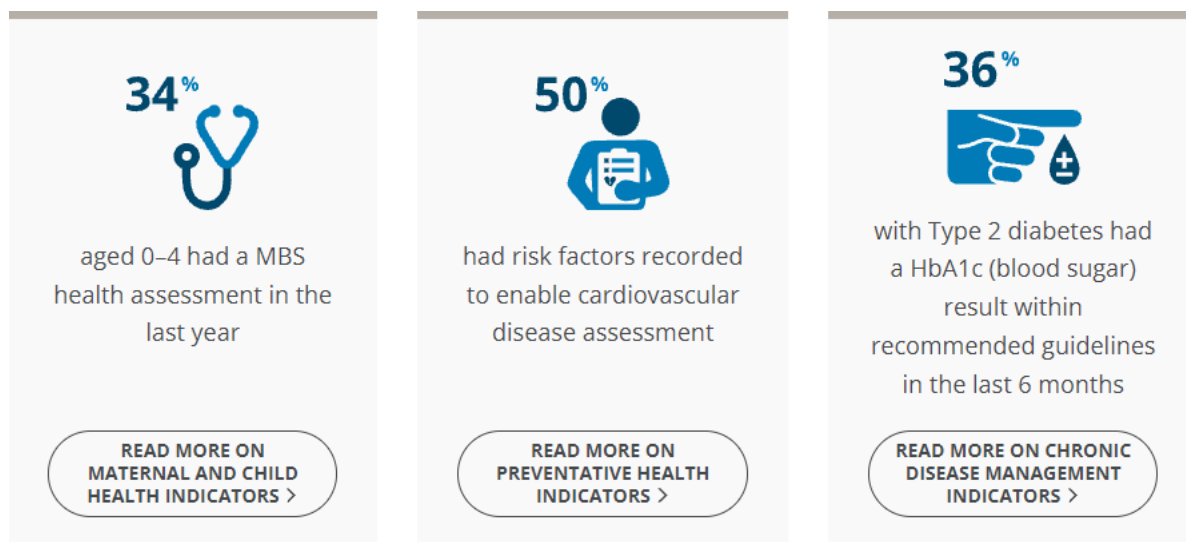 34%
aged 0–4 had a MBS
health assessment in the
last year
READ MORE ON
MATERNAL AND CHILD
HEALTH INDICATORS >
50%
had risk factors recorded
to enable cardiovascular
disease assessment
READ MORE ON
PREVENTATIVE HEALTH
INDICATORS >
36%
with Type 2 diabetes had
a HbA1c (blood sugar)
result within
recommended guidelines
in the last 6 months
READ MORE ON CHRONIC
DISEASE MANAGEMENT
INDICATORS >